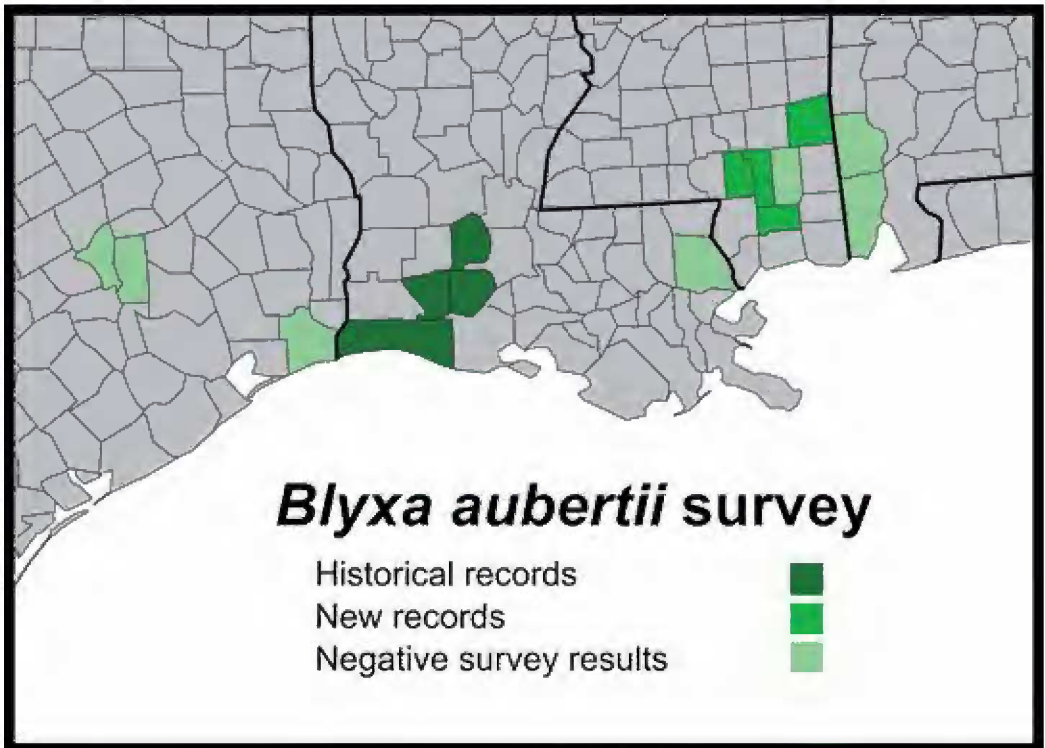 Blyxa aubertii survey
Historical records
New records
Negative survey results